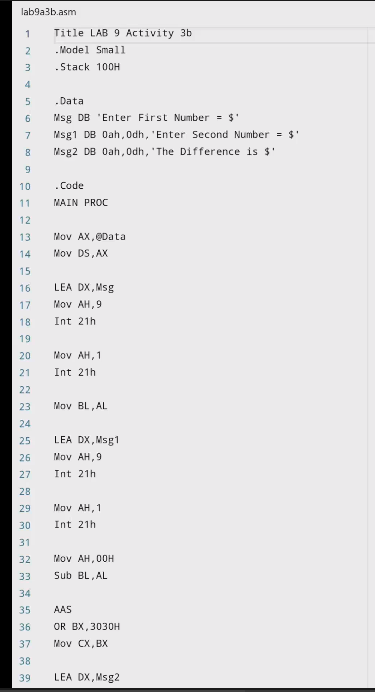 lab9a3b.asm
1 Title LAB 9 Activity 3b
2 .Model Small
3 .Stack 100H
4
5 .Data
6 Msg DB 'Enter First Number = $'
7 Msg1 DB 0ah,0dh,'Enter Second Number = $'
8 Msg2 DB 0ah,0dh,'The Difference is $'
9
10 .Code
11 MAIN PROC
12
13 Mov AX,@Data
14 Mov DS,AX
15
16 LEA DX,Msg
17 Mov AH,9
18 Int 21h
19
20 Mov AH,1
21 Int 21h
22
23 Mov BL,AL
24
25 LEA DX,Msg1
26 Mov AH,9
27 Int 21h
28
29 Mov AH,1
30 Int 21h
31
32 Mov AH,00H
33 Sub BL,AL
34
35 AAS
36 OR BX,3030H
37 Mov CX,BX
38
39 LEA DX,Msg2